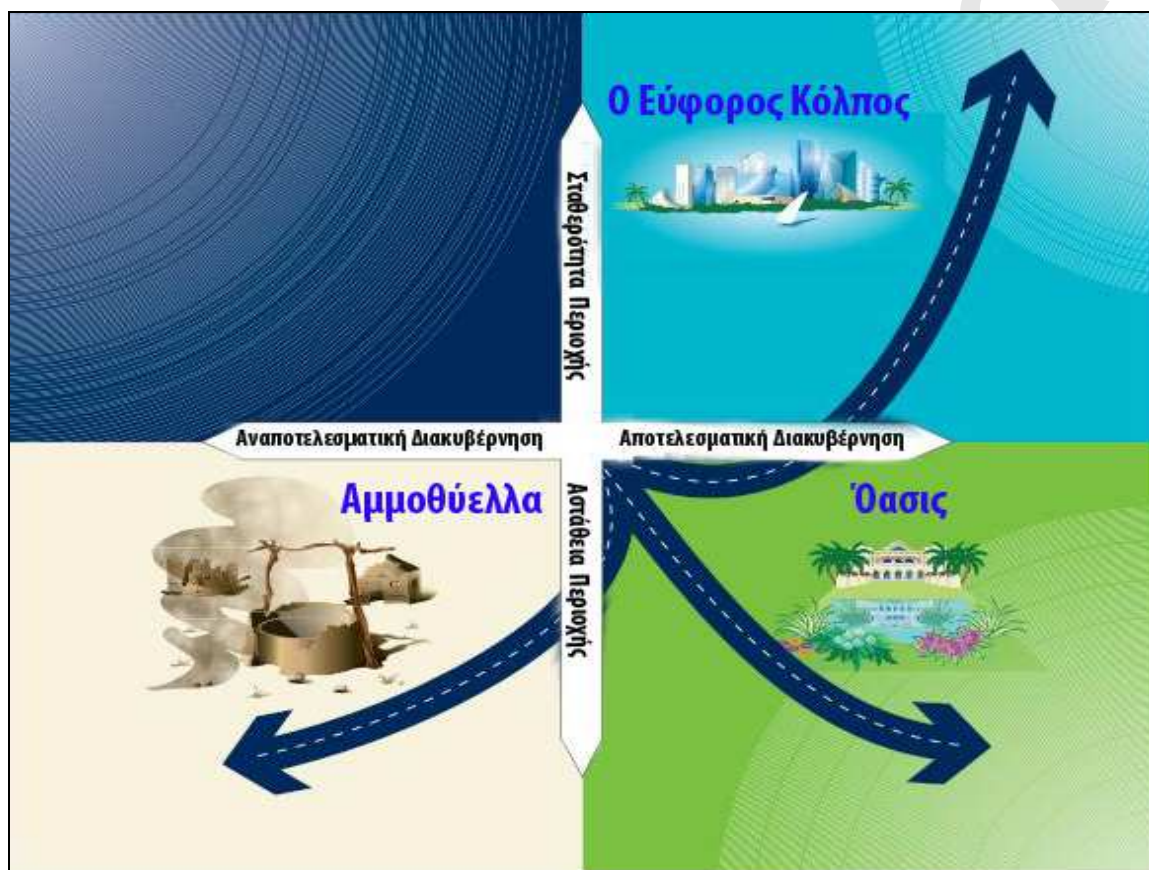 Ο Εύφορος Κόλπος
Σταθερότητα Περιοχής
Αναποτελεσματική Διακυβέρνηση
Αποτελεσματική Διακυβέρνηση
Αμμοθύελλα
Αστάθεια Περιοχής
Όασις